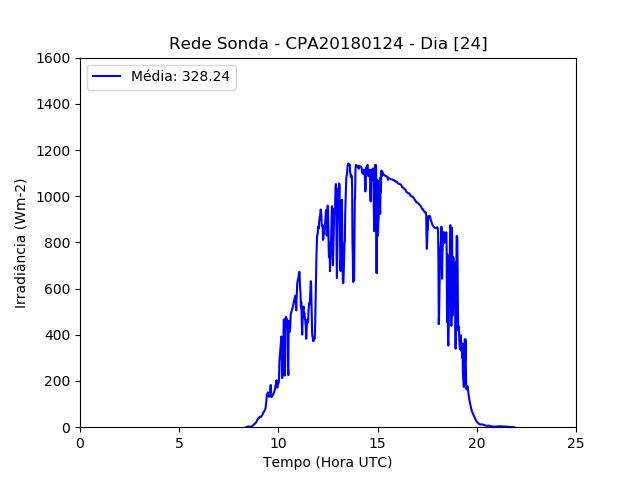 Rede Sonda - CPA20180124 - Dia [24]
Média: 328.24
Irradiância (Wm-2)
1600
1400
1200
1000
800
600
400
200
0
0 5 10 15 20 25
Tempo (Hora UTC)